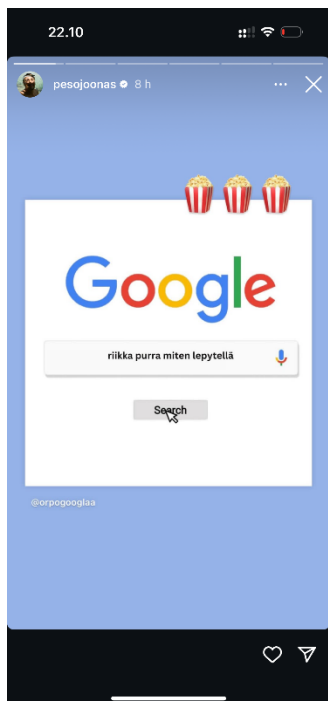 22.10
pesojoonas 8 h
Google
riikka purra miten lepytellä
Search
@orpogooglaa